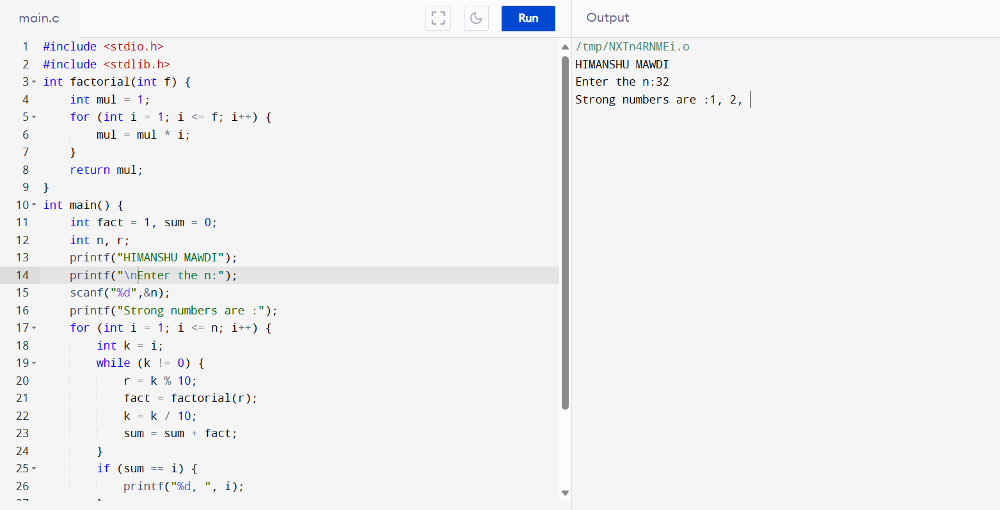 main.c
Run
1 #include <stdio.h>
2 #include <stdlib.h>
3 int factorial(int f) {
4     int mul = 1;
5     for (int i = 1; i <= f; i++) {
6         mul = mul * i;
7     }
8     return mul;
9 }
10 int main() {
11     int fact = 1, sum = 0;
12     int n, r;
13     printf("HIMANSHU MAWDI");
14     printf("\nEnter the n:");
15     scanf("%d",&n);
16     printf("Strong numbers are :");
17     for (int i = 1; i <= n; i++) {
18         int k = i;
19         while (k != 0) {
20             r = k % 10;
21             fact = factorial(r);
22             k = k / 10;
23             sum = sum + fact;
24         }
25         if (sum == i) {
26             printf("%d, ", i);
Output
/tmp/NXTn4RNMEi.o
HIMANSHU MAWDI
Enter the n:32
Strong numbers are :1, 2,